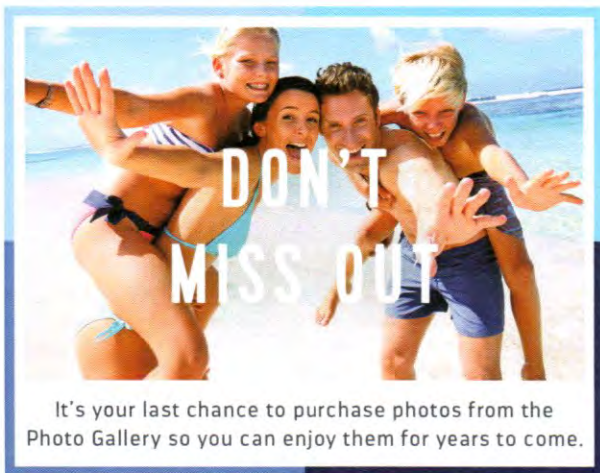 DON'T
MISS OUT
It's your last chance to purchase photos from the
Photo Gallery so you can enjoy them for years to come.